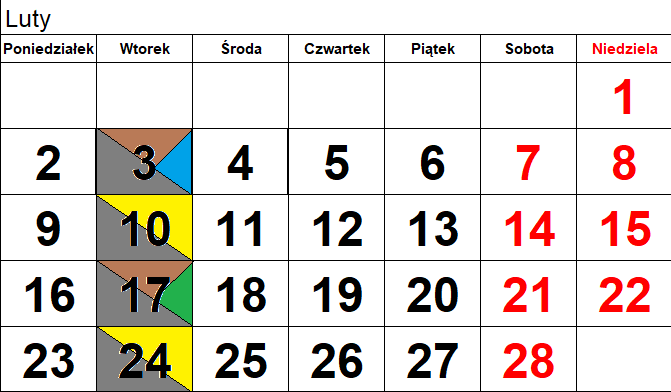 Luty
Poniedziałek Wtorek Środa Czwartek Piątek Sobota Niedziela
1
2 3 4 5 6 7 8
9 10 11 12 13 14 15
16 17 18 19 20 21 22
23 24 25 26 27 28